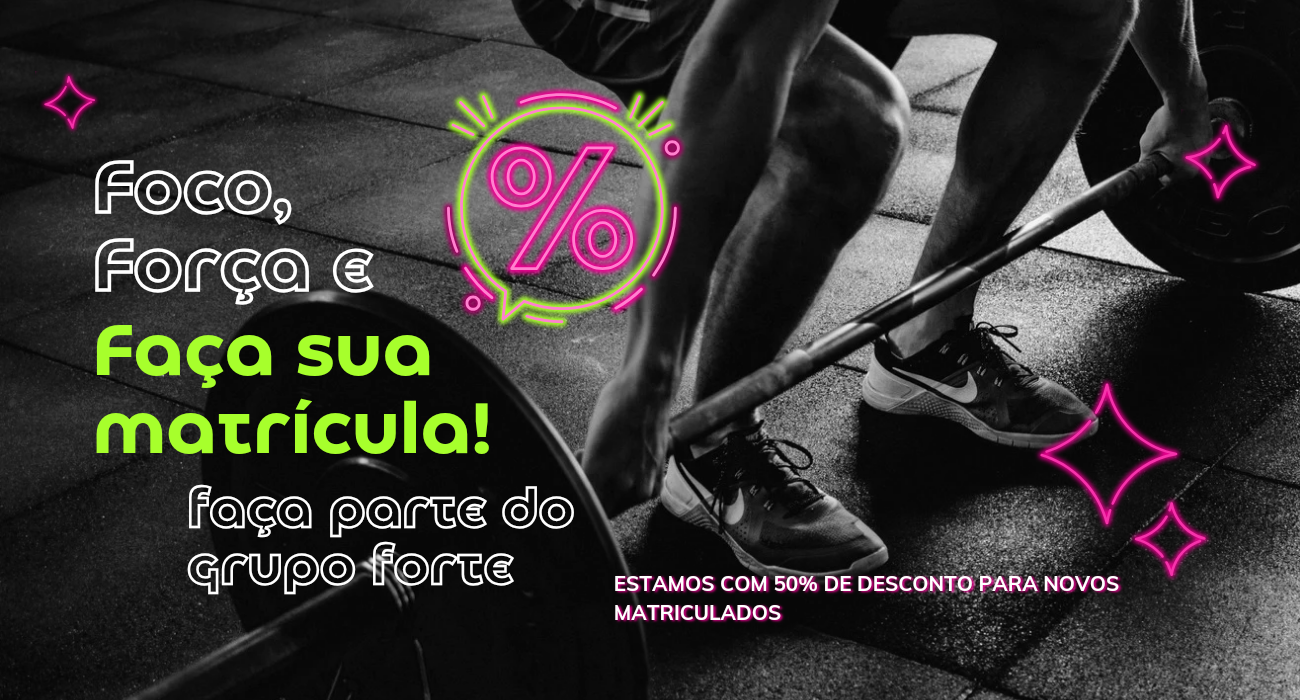 Foco,
Força e
Faça sua
matrícula!
faça parte do
grupo forte
%
ESTAMOS COM 50% DE DESCONTO PARA NOVOS
MATRICULADOS